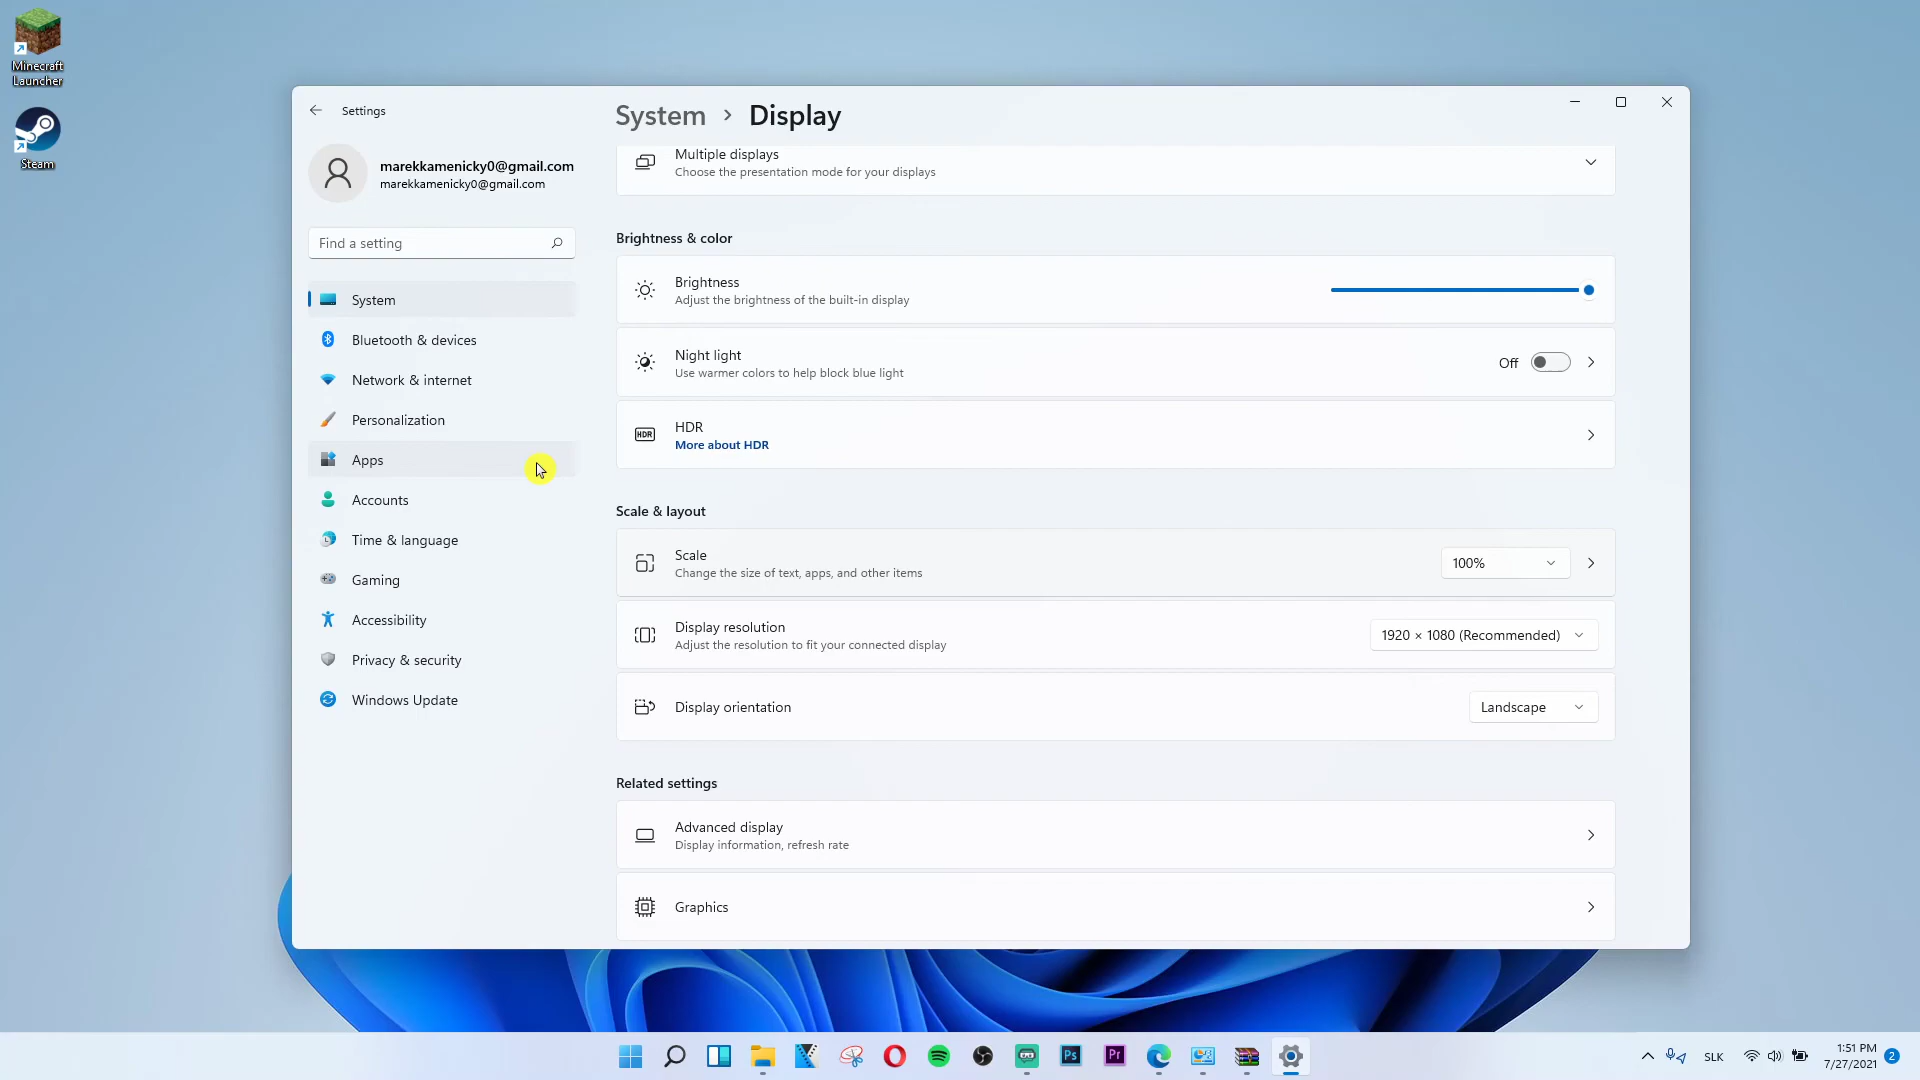 Minecraft
Launcher
Steam
Settings
marekkamenicky0@gmail.com
marekkamenicky0@gmail.com
Find a setting
System
Bluetooth & devices
Network & internet
Personalization
Apps
Accounts
Time & language
Gaming
Accessibility
Privacy & security
Windows Update
System › Display
Multiple displays
Choose the presentation mode for your displays
Brightness & color
Brightness
Adjust the brightness of the built-in display
Night light
Use warmer colors to help block blue light
Off
HDR
HDR
More about HDR
Scale & layout
Scale
Change the size of text, apps, and other items
100%
Display resolution
Adjust the resolution to fit your connected display
1920 × 1080 (Recommended)
Display orientation
Landscape
Related settings
Advanced display
Display information, refresh rate
Graphics
Ps
Pr
SLK
1:51 PM
7/27/2021
2